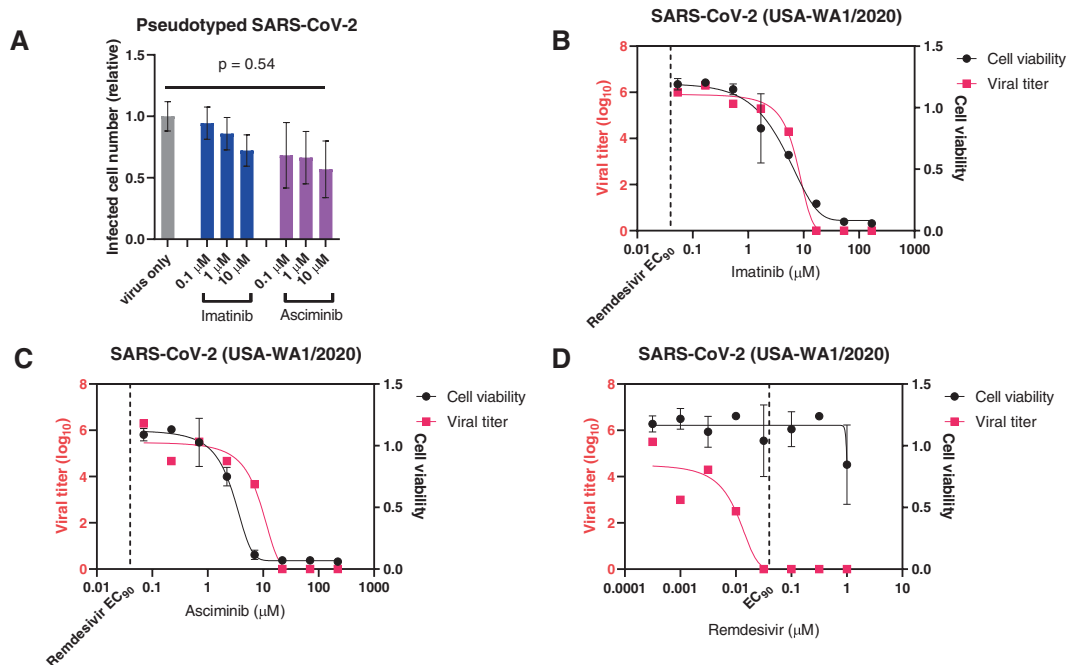 A
Pseudotyped SARS-CoV-2
Infected cell number (relative)
1.5
1.0
0.5
0.0
p = 0.54
virus only
0.1 μM
1 μM
10 μM
0.1 μM
1 μM
10 μM
Imatinib
Asciminib
B
SARS-CoV-2 (USA-WA1/2020)
Viral titer (log₁₀)
8
6
4
2
0
1.5
1.0
0.5
0.0
Cell viability
Cell viability
Viral titer
0.01
0.1
1
10
100
1000
Remdesivir EC₉₀
Imatinib (μM)
C
SARS-CoV-2 (USA-WA1/2020)
Viral titer (log₁₀)
8
6
4
2
0
1.5
1.0
0.5
0.0
Cell viability
Cell viability
Viral titer
0.01
0.1
1
10
100
1000
Remdesivir EC₉₀
Asciminib (μM)
D
SARS-CoV-2 (USA-WA1/2020)
Viral titer (log₁₀)
8
6
4
2
0
1.5
1.0
0.5
0.0
Cell viability
Cell viability
Viral titer
0.0001
0.001
0.01
0.1
1
10
EC₉₀
Remdesivir (μM)